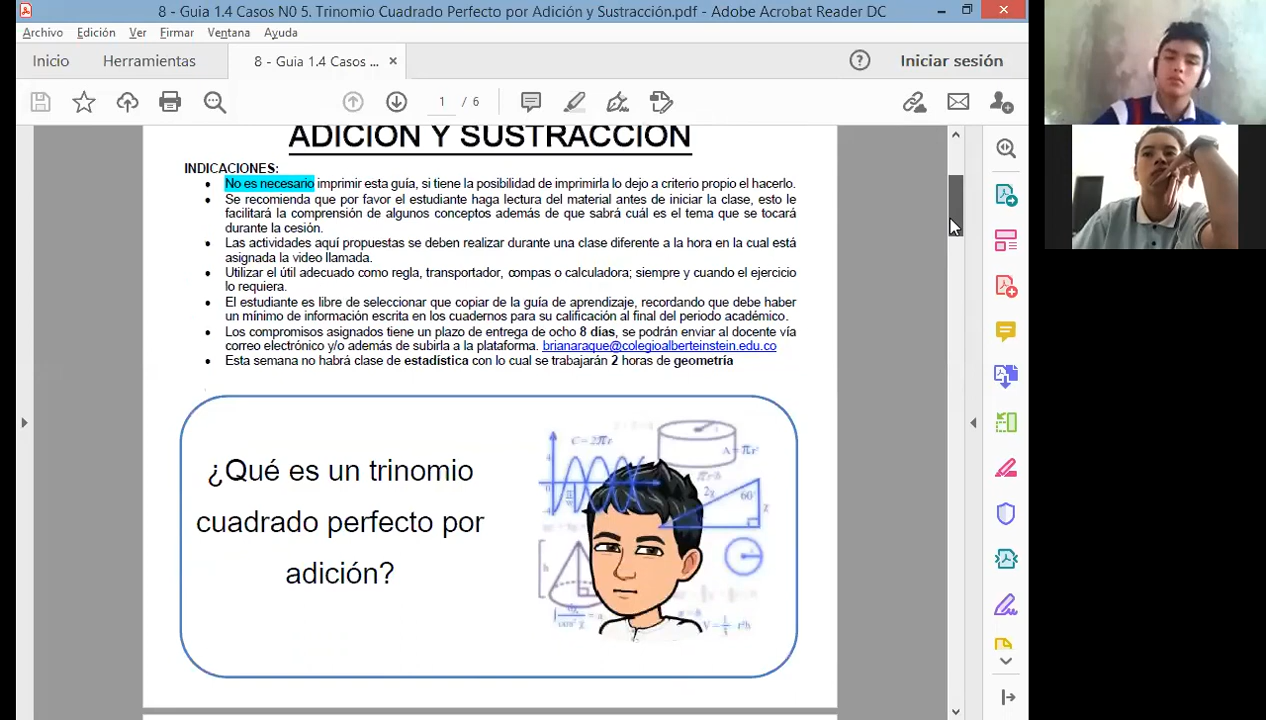 8 - Guia 1.4 Casos N0 5. Trinomio Cuadrado Perfecto por Adición y Sustracción.pdf - Adobe Acrobat Reader DC
Archivo Edición Ver Firmar Ventana Ayuda
Inicio Herramientas 8 - Guia 1.4 Casos ... × Iniciar sesión
1 / 6
ADICIÓN Y SUSTRACCIÓN
INDICACIONES:
• No es necesario imprimir esta guía, si tiene la posibilidad de imprimirla lo dejo a criterio propio el hacerlo.
• Se recomienda que por favor el estudiante haga lectura del material antes de iniciar la clase, esto le
facilitará la comprensión de algunos conceptos además de que sabrá cuál es el tema que se tocará
durante la cesión.
• Las actividades aquí propuestas se deben realizar durante una clase diferente a la hora en la cual está
asignada la video llamada.
• Utilizar el útil adecuado como regla, transportador, compas o calculadora; siempre y cuando el ejercicio
lo requiera.
• El estudiante es libre de seleccionar que copiar de la guía de aprendizaje, recordando que debe haber
un mínimo de información escrita en los cuadernos para su calificación al final del periodo académico.
• Los compromisos asignados tiene un plazo de entrega de ocho 8 días, se podrán enviar al docente vía
correo electrónico y/o además de subirla a la plataforma. brianaraque@colegioalberteinstein.edu.co
• Esta semana no habrá clase de estadística con lo cual se trabajarán 2 horas de geometría
¿Qué es un trinomio
cuadrado perfecto por
adición?
C=2πr
A=πr²
2x
60°
x
h